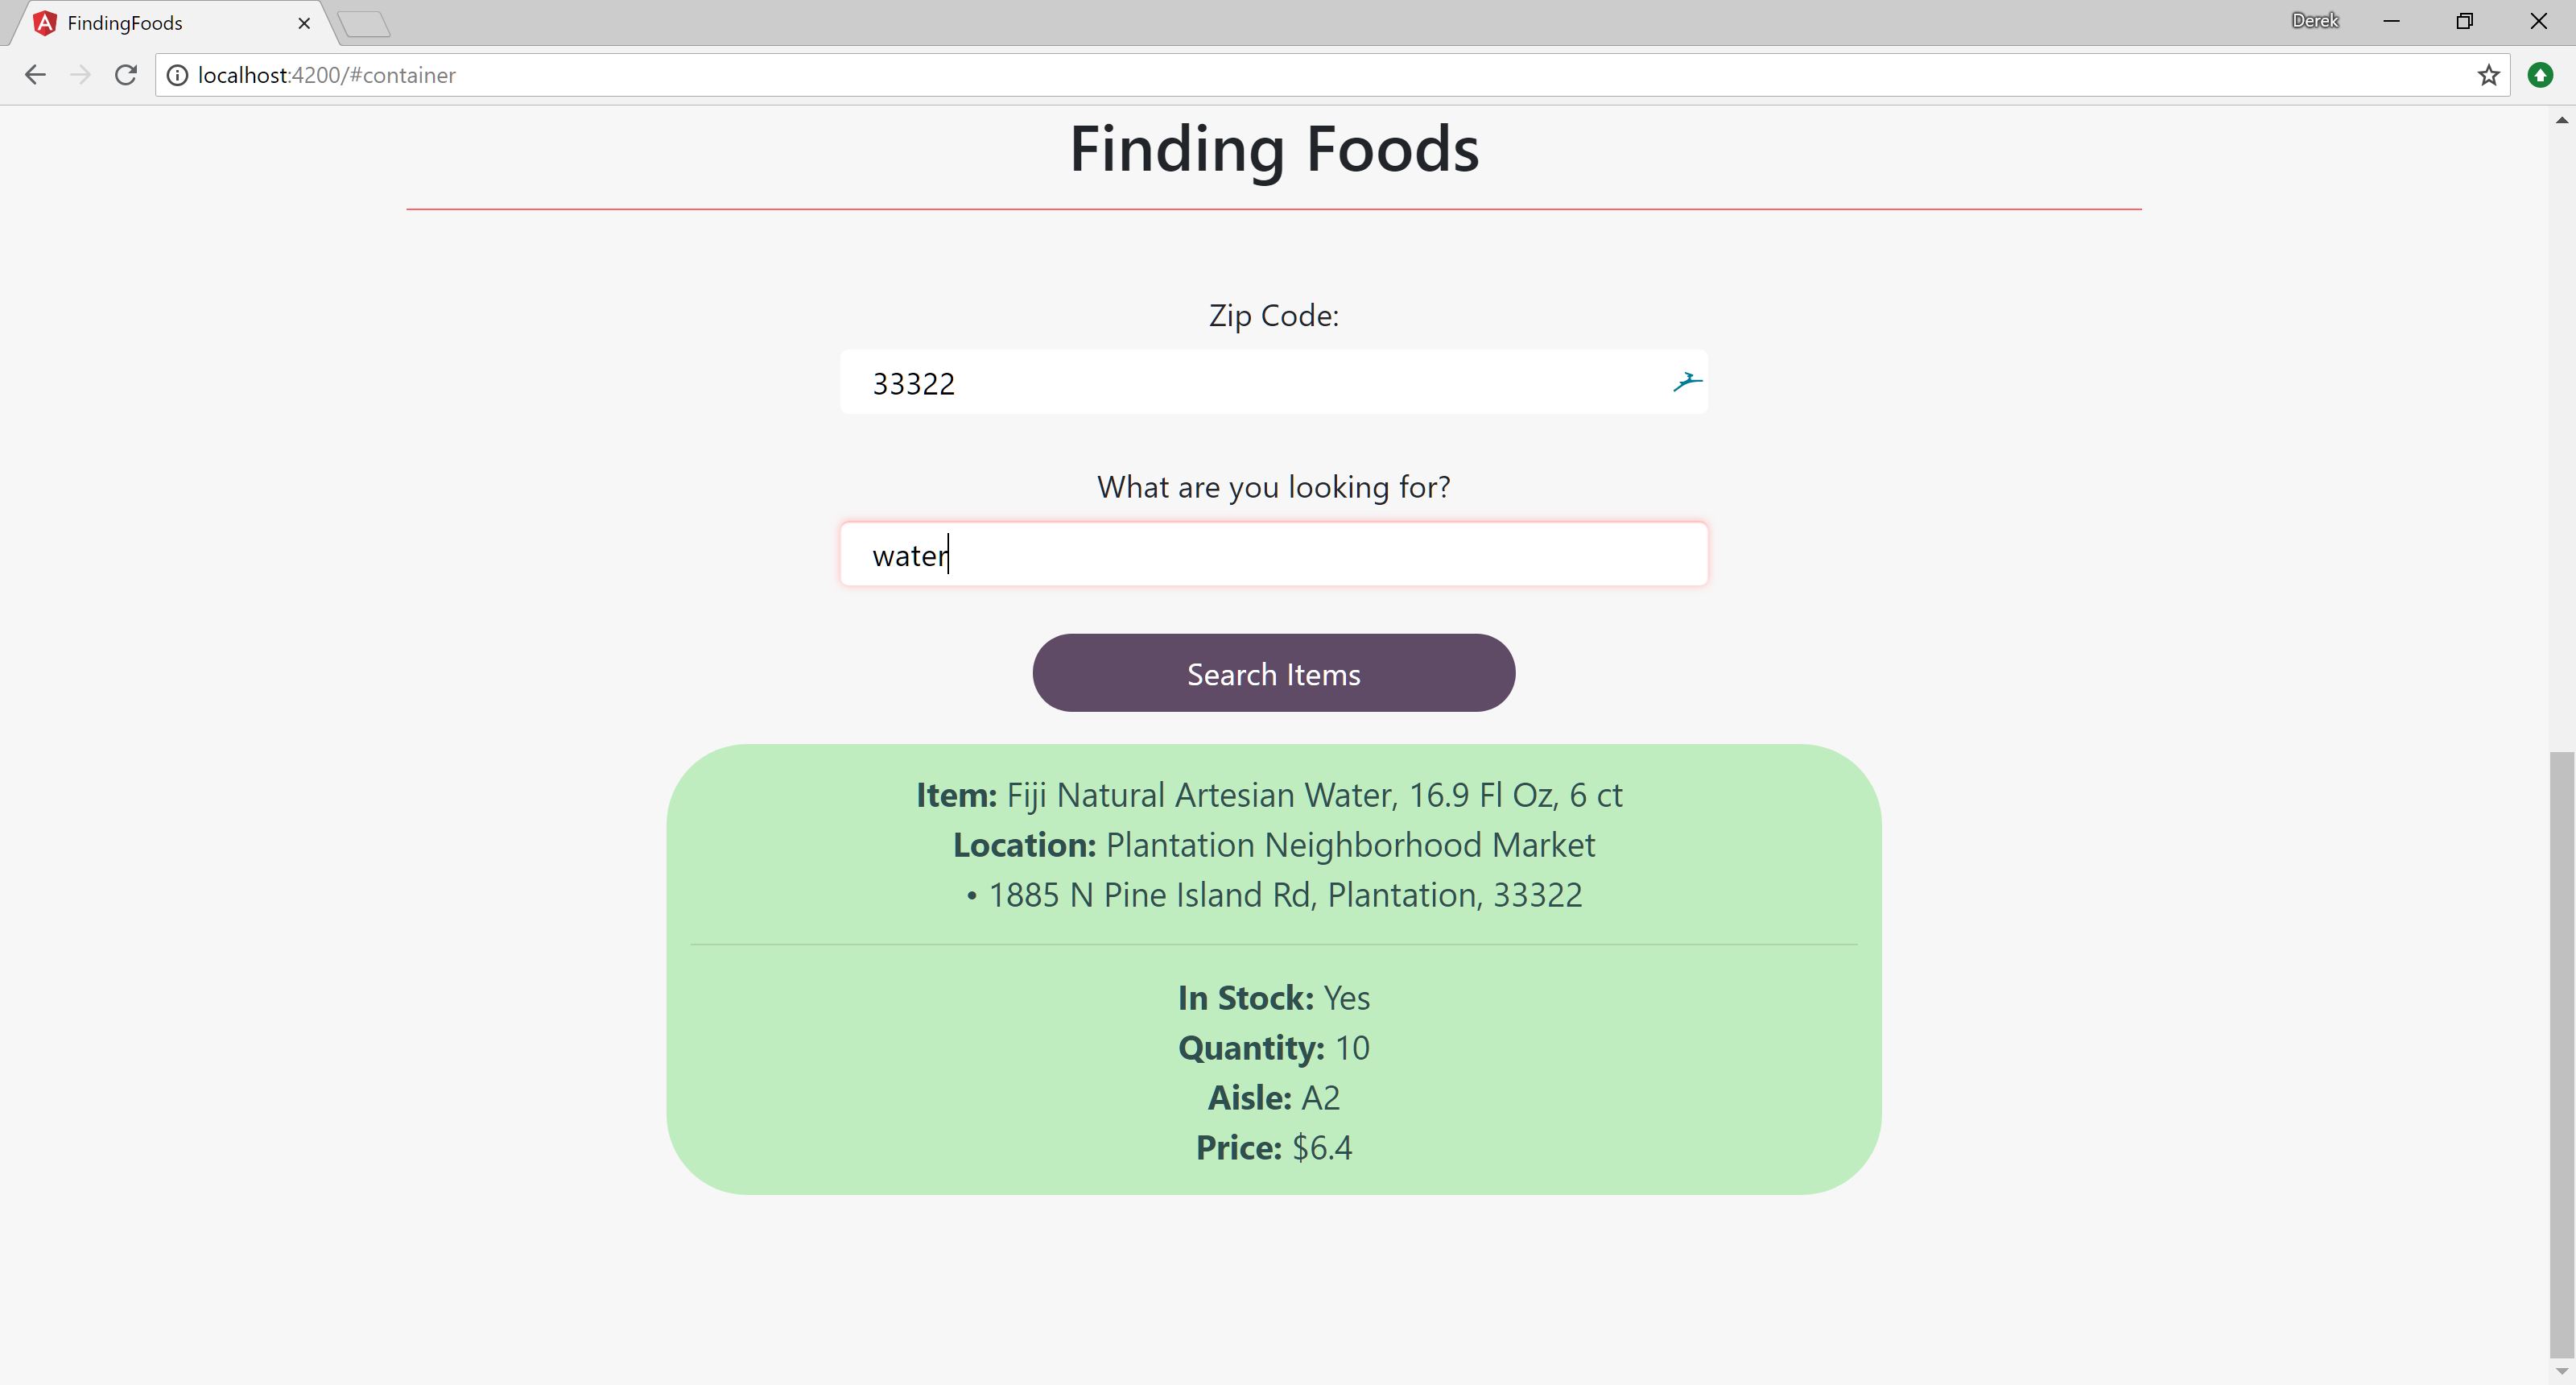 FindingFoods
Derek
localhost:4200/#container
Finding Foods
Zip Code:
33322
What are you looking for?
water
Search Items
Item: Fiji Natural Artesian Water, 16.9 Fl Oz, 6 ct
Location: Plantation Neighborhood Market
• 1885 N Pine Island Rd, Plantation, 33322
In Stock: Yes
Quantity: 10
Aisle: A2
Price: $6.4